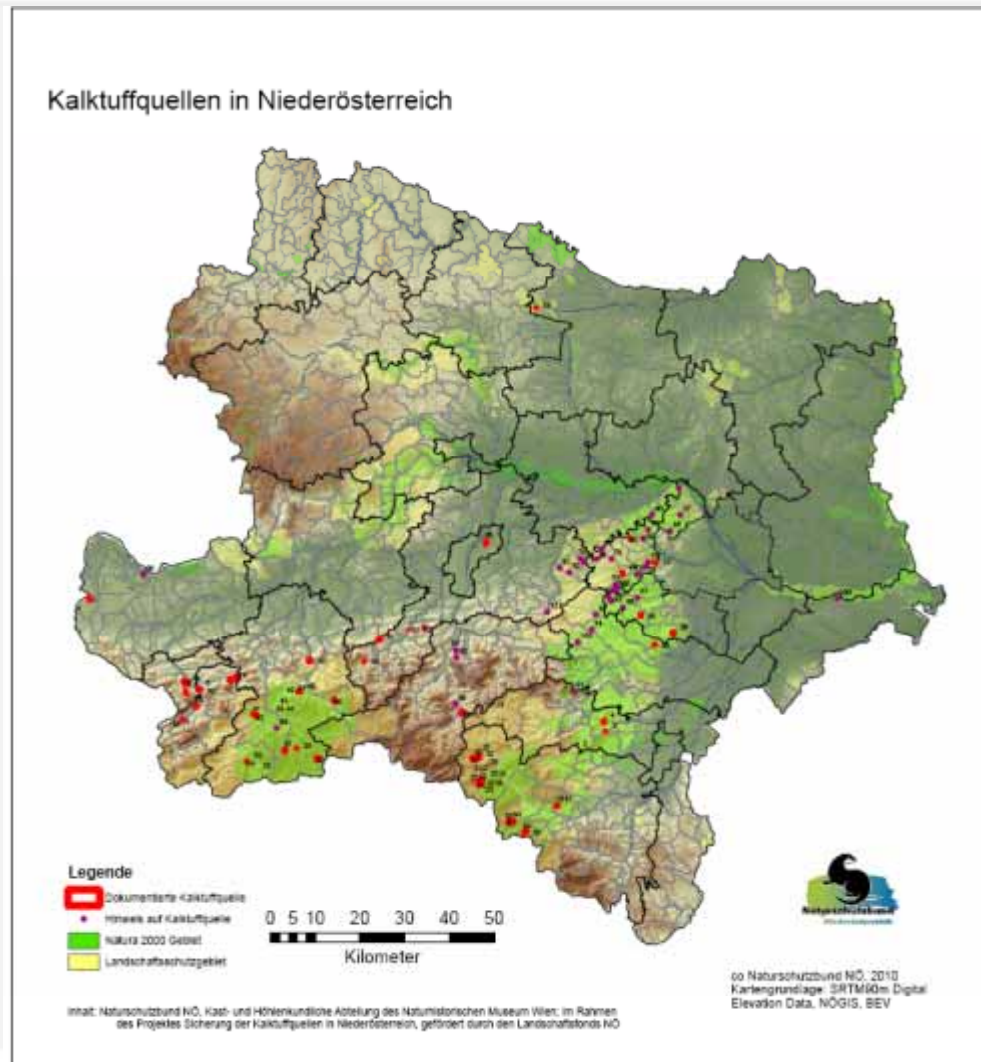 Kalktuffquellen in Niederösterreich
Legende
Dokumentierte Kalktuffquelle
Hinweis auf Kalktuffquelle
Natura 2000 Gebiet
Landschaftsschutzgebiet
0 5 10 20 30 40 50
Kilometer
Naturschutzbund
co Naturschutzbund NÖ, 2010
Kartengrundlage: SRTM90m Digital
Elevation Data, NÖGIS, BEV
Inhalt: Naturschutzbund NÖ, Kast- und Höhlenkundliche Abteilung des Naturhistorischen Museum Wien; Im Rahmen
des Projektes Sicherung der Kalktuffquellen in Niederösterreich, gefördert durch den Landschaftsfonds NÖ